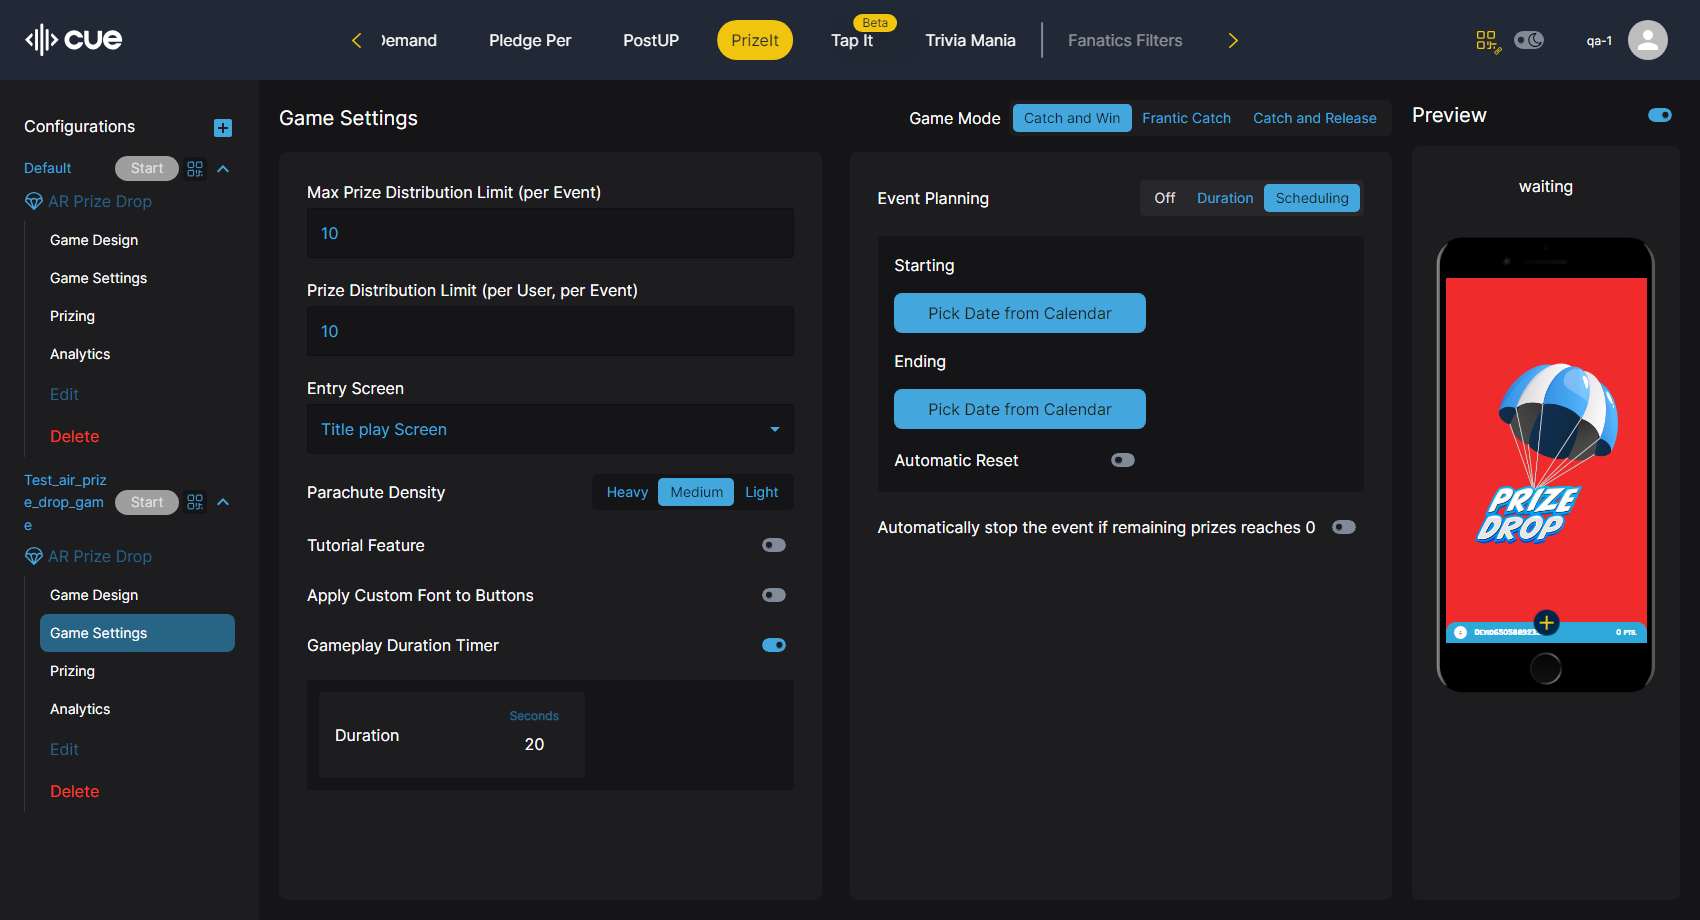 cue
Demand
Pledge Per
PostUP
PrizeIt
Beta
Tap It
Trivia Mania
Fanatics Filters
qa-1
Configurations
Default
Start
AR Prize Drop
Game Design
Game Settings
Prizing
Analytics
Edit
Delete
Test_air_priz
e_drop_gam
e
Start
AR Prize Drop
Game Design
Game Settings
Prizing
Analytics
Edit
Delete
Game Settings
Game Mode
Catch and Win
Frantic Catch
Catch and Release
Max Prize Distribution Limit (per Event)
10
Prize Distribution Limit (per User, per Event)
10
Entry Screen
Title play Screen
Parachute Density
Heavy
Medium
Light
Tutorial Feature
Apply Custom Font to Buttons
Gameplay Duration Timer
Duration
Seconds
20
Event Planning
Off
Duration
Scheduling
Starting
Pick Date from Calendar
Ending
Pick Date from Calendar
Automatic Reset
Automatically stop the event if remaining prizes reaches 0
Preview
waiting
PRIZE
DROP
0 PTS.